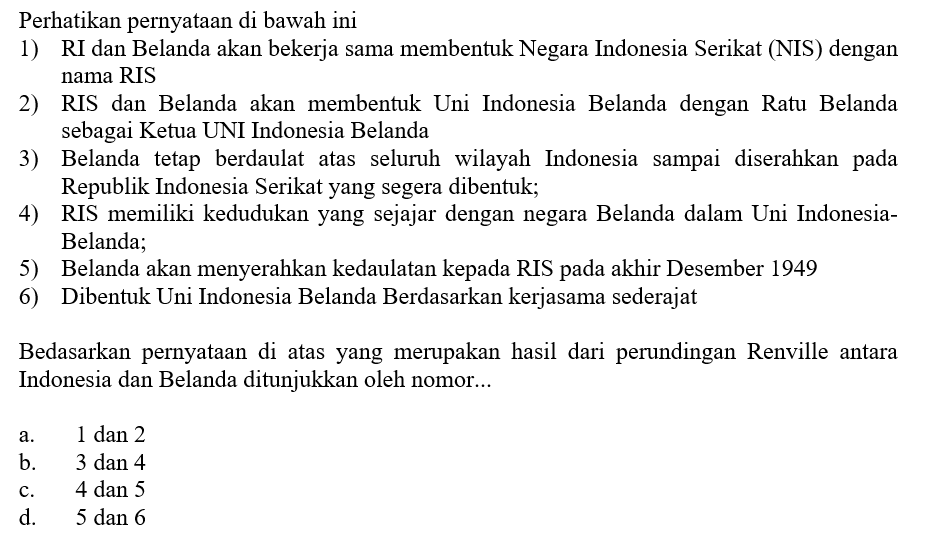 Perhatikan pernyataan di bawah ini
1) RI dan Belanda akan bekerja sama membentuk Negara Indonesia Serikat (NIS) dengan
nama RIS
2) RIS dan Belanda akan membentuk Uni Indonesia Belanda dengan Ratu Belanda
sebagai Ketua UNI Indonesia Belanda
3) Belanda tetap berdaulat atas seluruh wilayah Indonesia sampai diserahkan pada
Republik Indonesia Serikat yang segera dibentuk;
4) RIS memiliki kedudukan yang sejajar dengan negara Belanda dalam Uni Indonesia-
Belanda;
5) Belanda akan menyerahkan kedaulatan kepada RIS pada akhir Desember 1949
6) Dibentuk Uni Indonesia Belanda Berdasarkan kerjasama sederajat
Bedasarkan pernyataan di atas yang merupakan hasil dari perundingan Renville antara
Indonesia dan Belanda ditunjukkan oleh nomor...
a. 1 dan 2
b. 3 dan 4
c. 4 dan 5
d. 5 dan 6